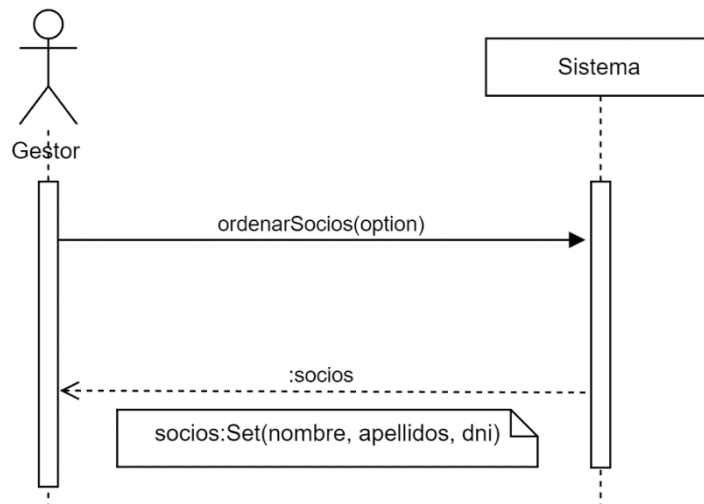 Sistema
Gestor
ordenarSocios(option)
:socios
socios:Set(nombre, apellidos, dni)